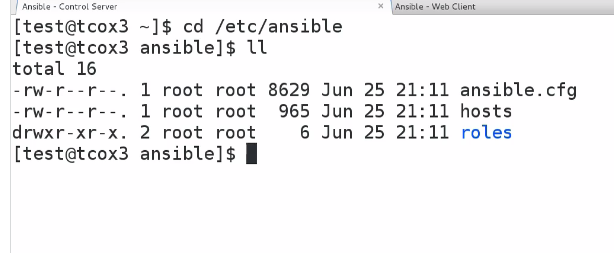 Ansible - Control Server × Ansible - Web Client
[test@tcox3 ~]$ cd /etc/ansible
[test@tcox3 ansible]$ ll
total 16
-rw-r--r--. 1 root root 8629 Jun 25 21:11 ansible.cfg
-rw-r--r--. 1 root root  965 Jun 25 21:11 hosts
drwxr-xr-x. 2 root root    6 Jun 25 21:11 roles
[test@tcox3 ansible]$